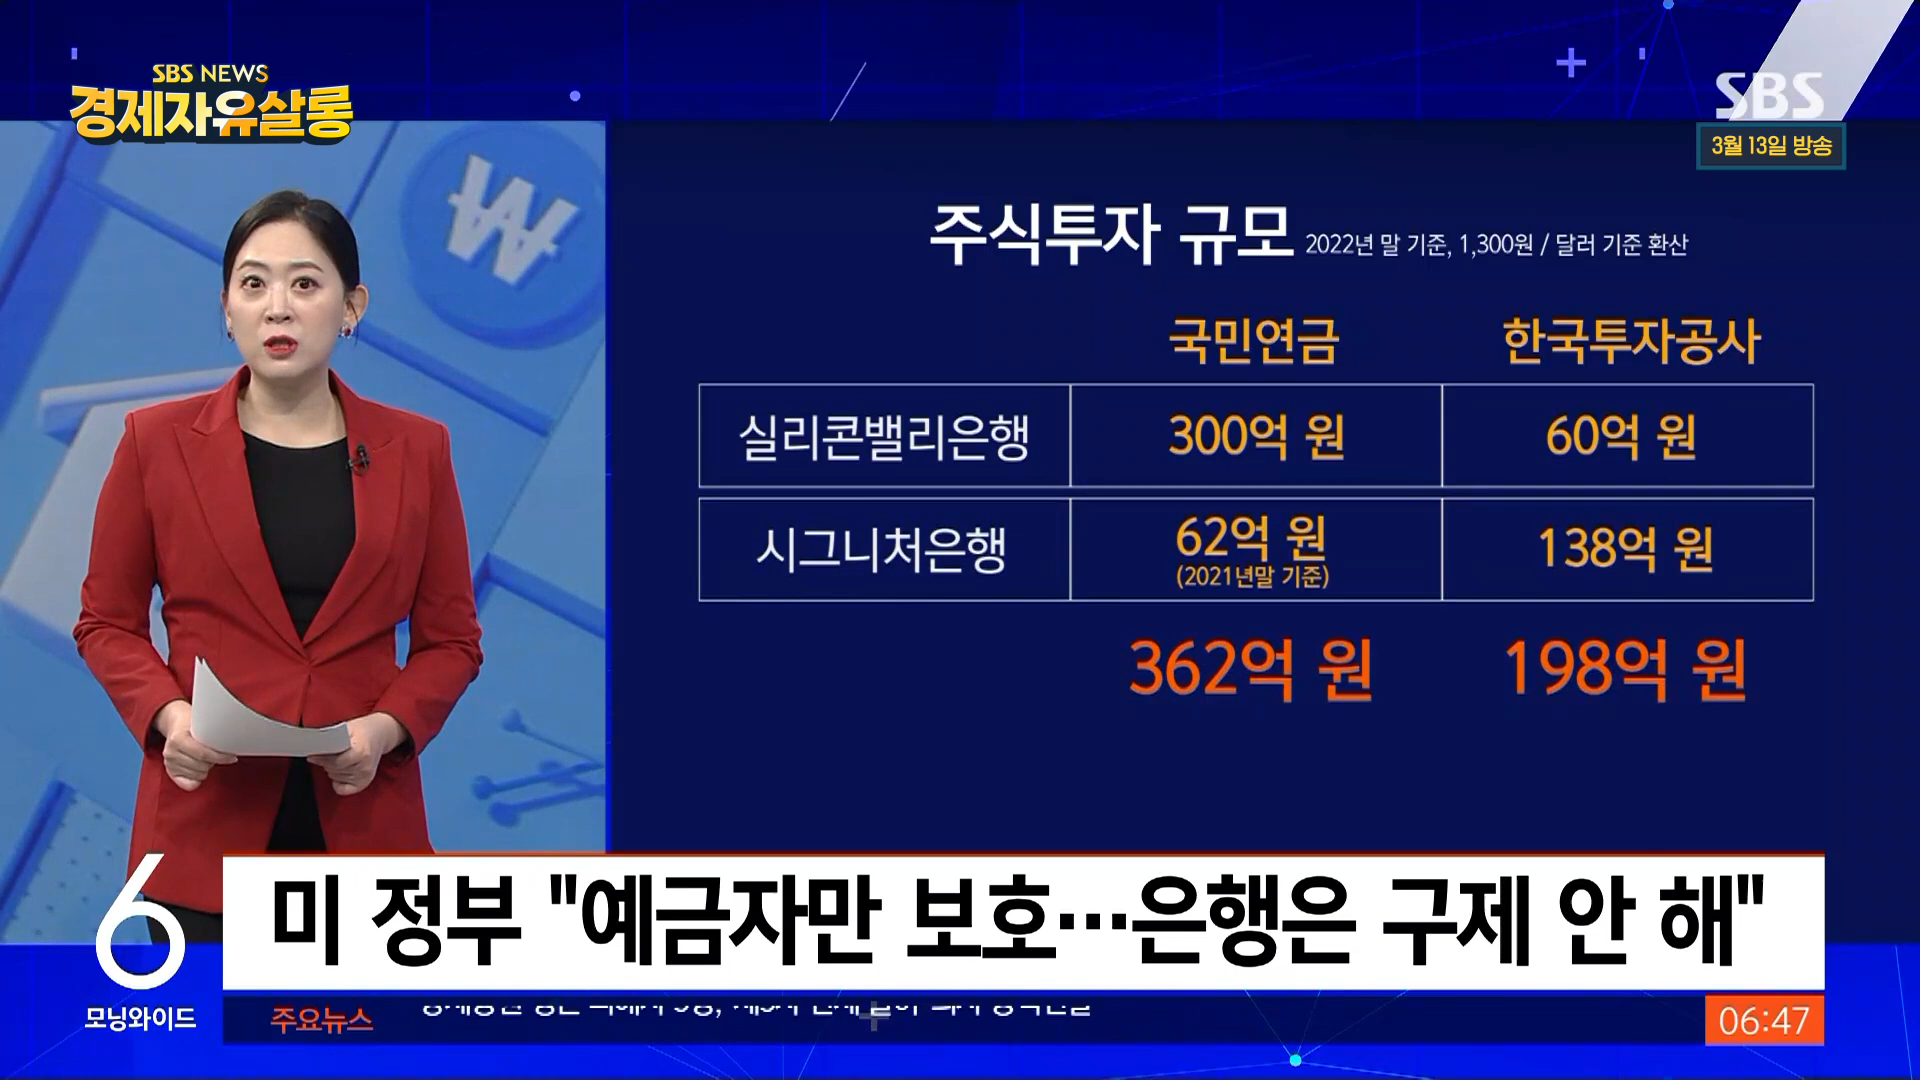 SBS NEWS
경제자유살롱
SBS
3월 13일 방송
주식투자 규모 2022년 말 기준, 1,300원 / 달러 기준 환산
국민연금 한국투자공사
실리콘밸리은행 300억 원 60억 원
시그니처은행 62억 원 138억 원
(2021년말 기준)
362억 원 198억 원
6
미 정부 "예금자만 보호…은행은 구제 안 해"
모닝와이드
주요뉴스
06:47